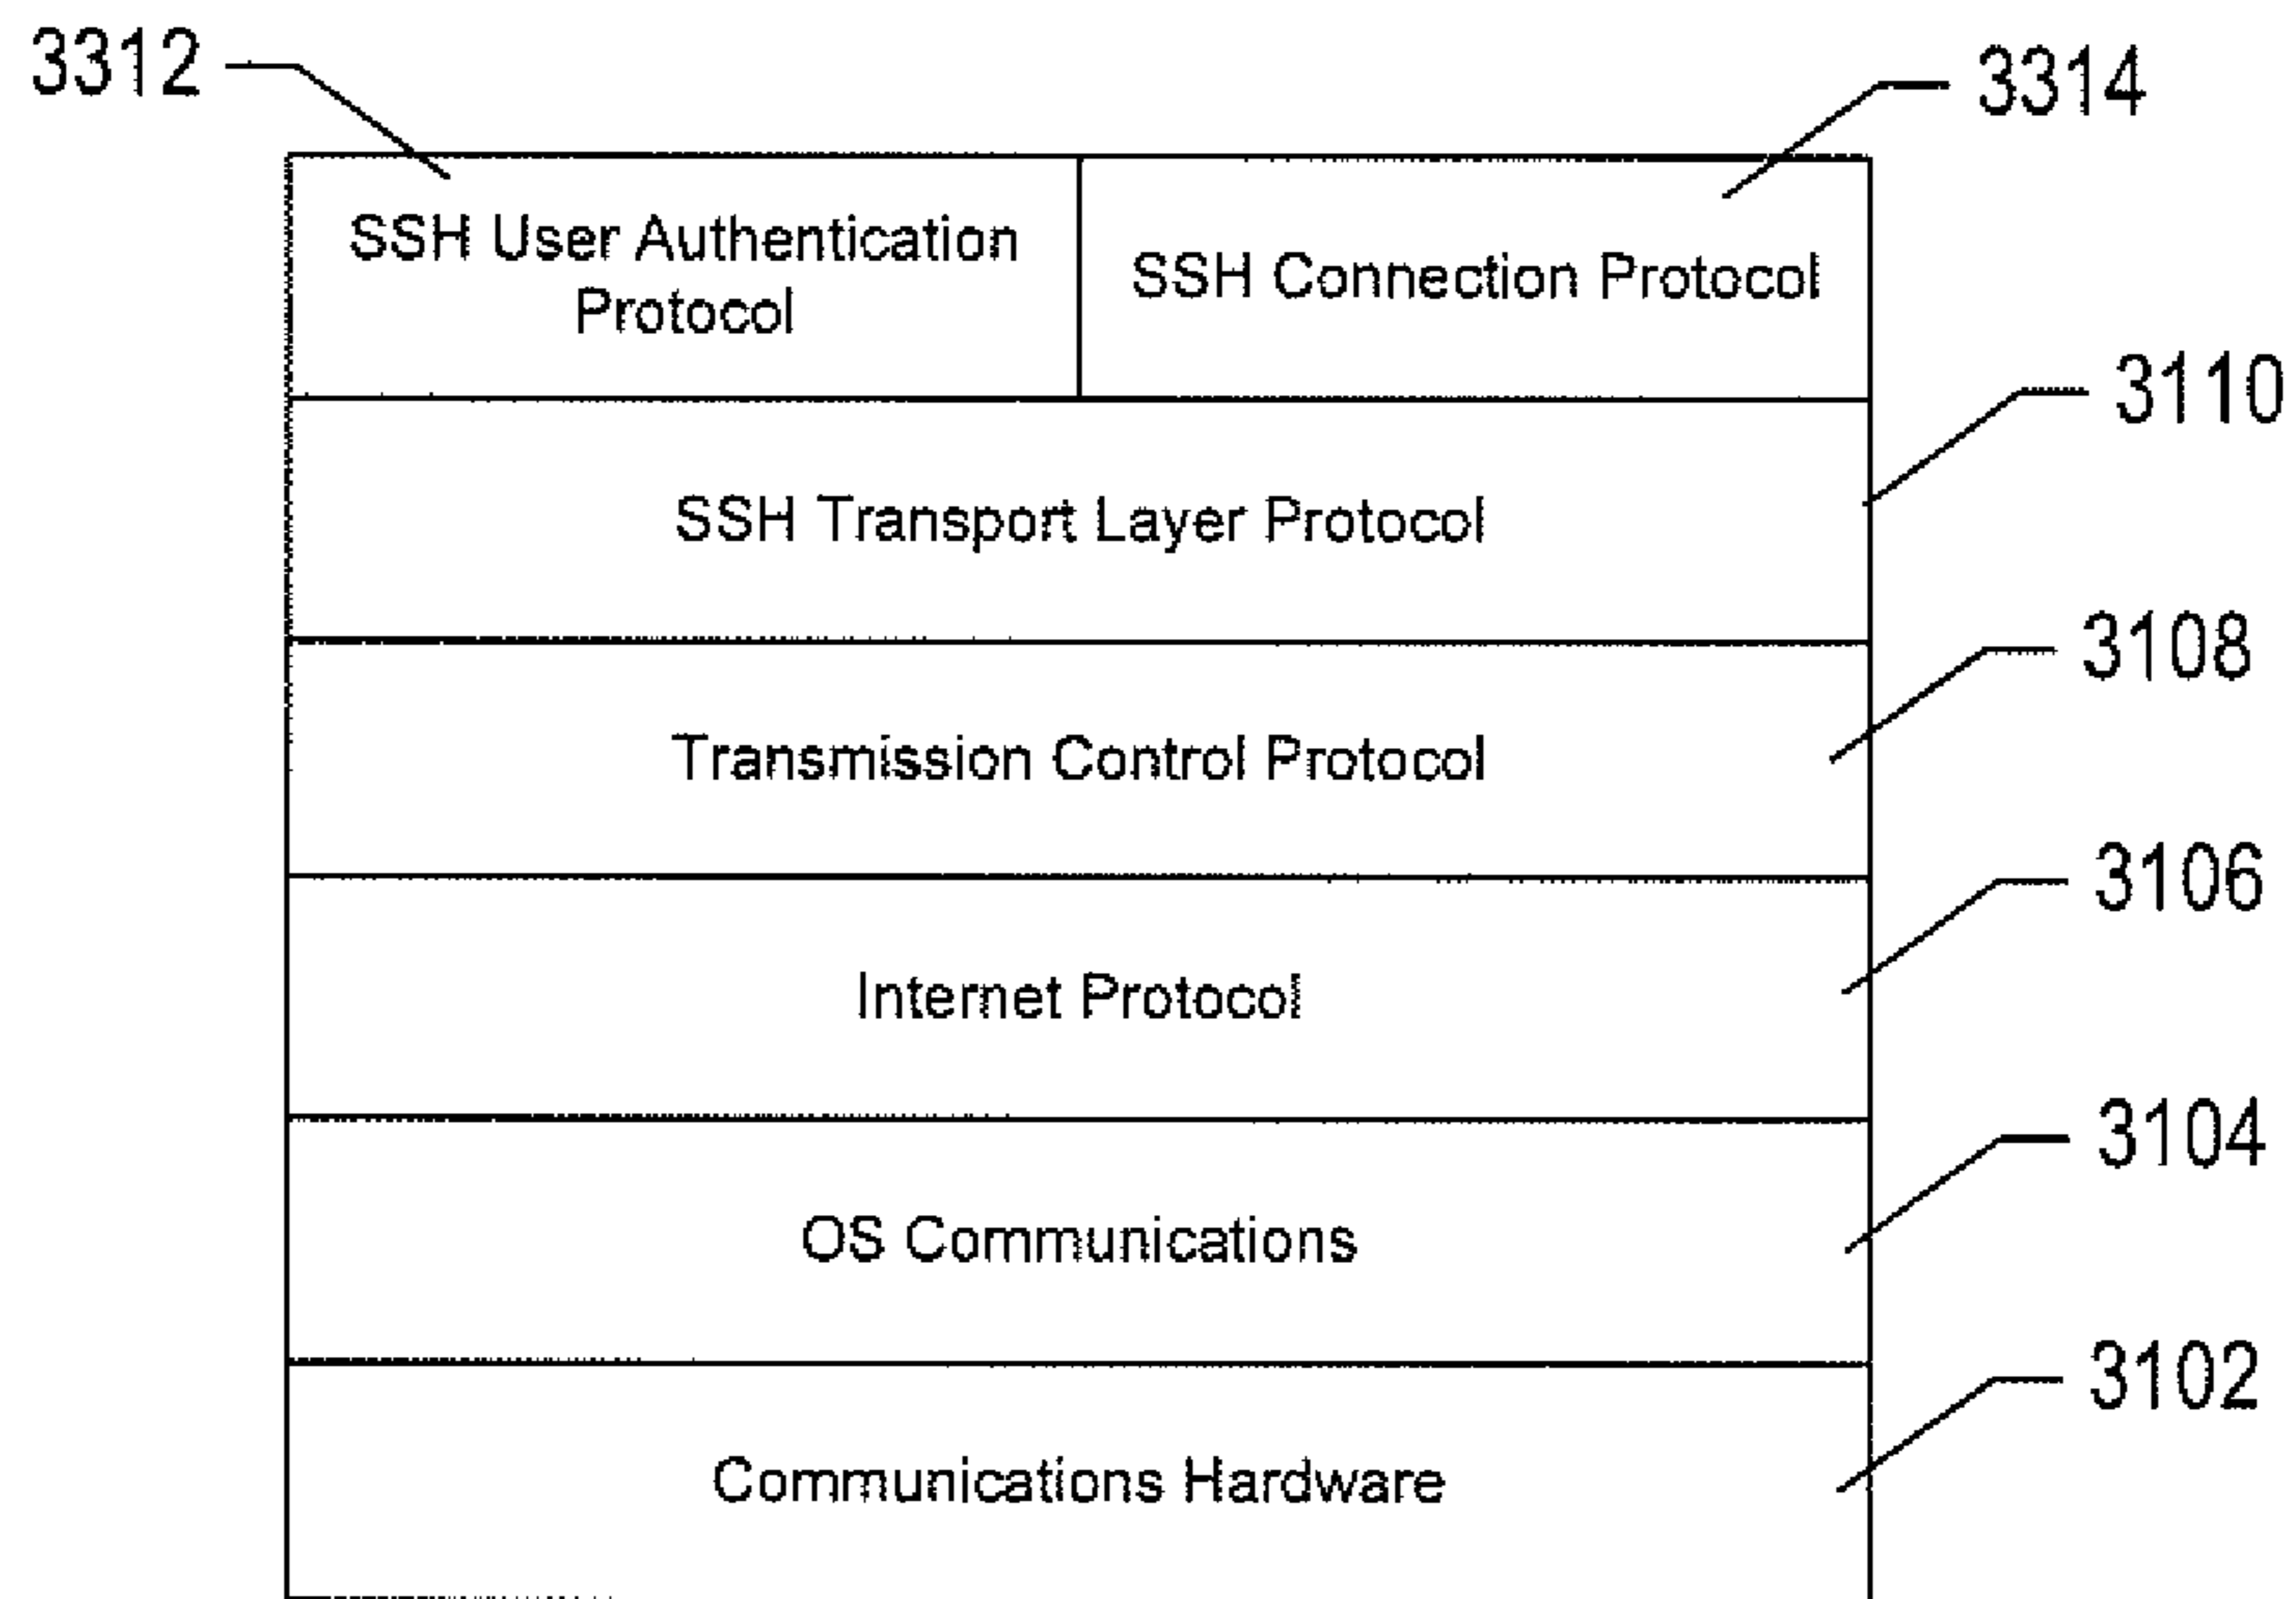 3312
3314
SSH User Authentication
Protocol
SSH Connection Protocol
3110
SSH Transport Layer Protocol
3108
Transmission Control Protocol
3106
Internet Protocol
3104
OS Communications
3102
Communications Hardware